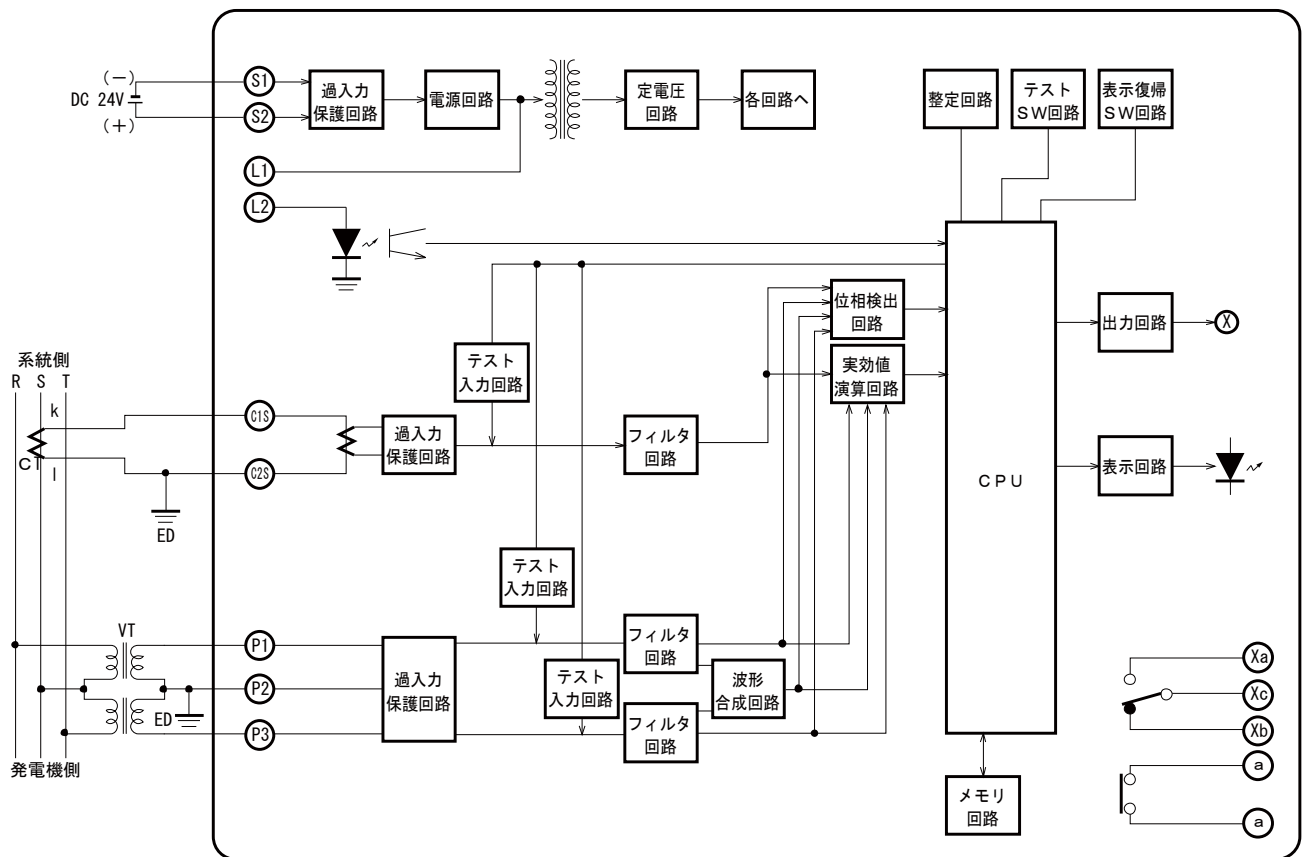 (－)
DC 24V
(＋)
S1
S2
過入力
保護回路
電源回路
定電圧
回路
各回路へ
整定回路
テスト
ＳＷ回路
表示復帰
ＳＷ回路
L1
L2
位相検出
回路
実効値
演算回路
出力回路
X
テスト
入力回路
系統側
R S T
k
CT
l
C1S
C2S
ED
過入力
保護回路
フィルタ
回路
ＣＰＵ
表示回路
テスト
入力回路
VT
ED
P1
P2
P3
過入力
保護回路
テスト
入力回路
フィルタ
回路
フィルタ
回路
波形
合成回路
発電機側
メモリ
回路
Xa
Xc
Xb
a
a